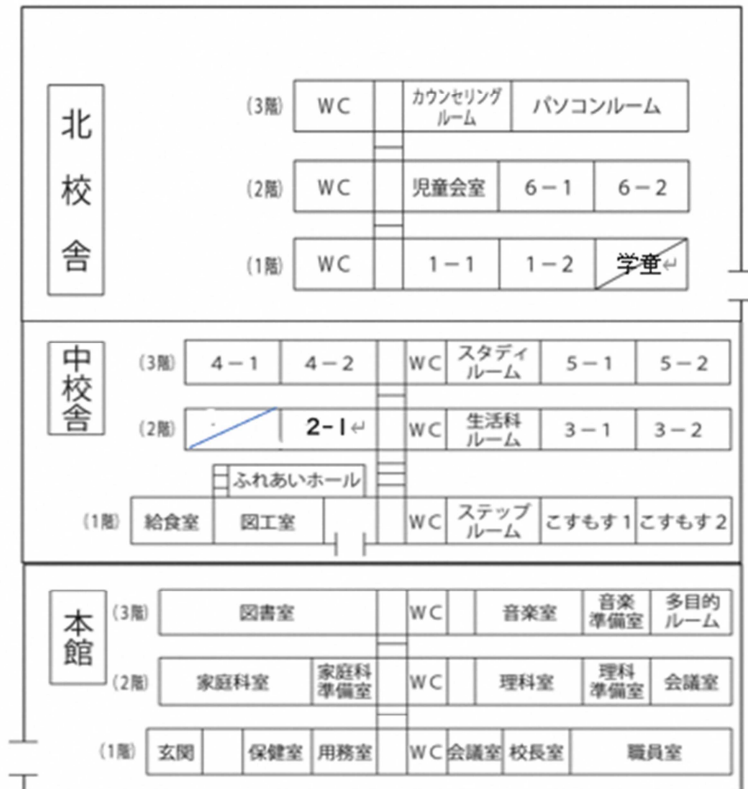 北校舎
(3階) WC カウンセリングルーム パソコンルーム
(2階) WC 児童会室 6-1 6-2
(1階) WC 1-1 1-2 学童↵
中校舎
(3階) 4-1 4-2 WC スタディルーム 5-1 5-2
(2階) 2-1↵ WC 生活科ルーム 3-1 3-2
ふれあいホール
(1階) 給食室 図工室 WC ステップルーム こすもす1 こすもす2
本館
(3階) 図書室 WC 音楽室 音楽準備室 多目的ルーム
(2階) 家庭科室 家庭科準備室 WC 理科室 理科準備室 会議室
(1階) 玄関 保健室 用務室 WC 会議室 校長室 職員室